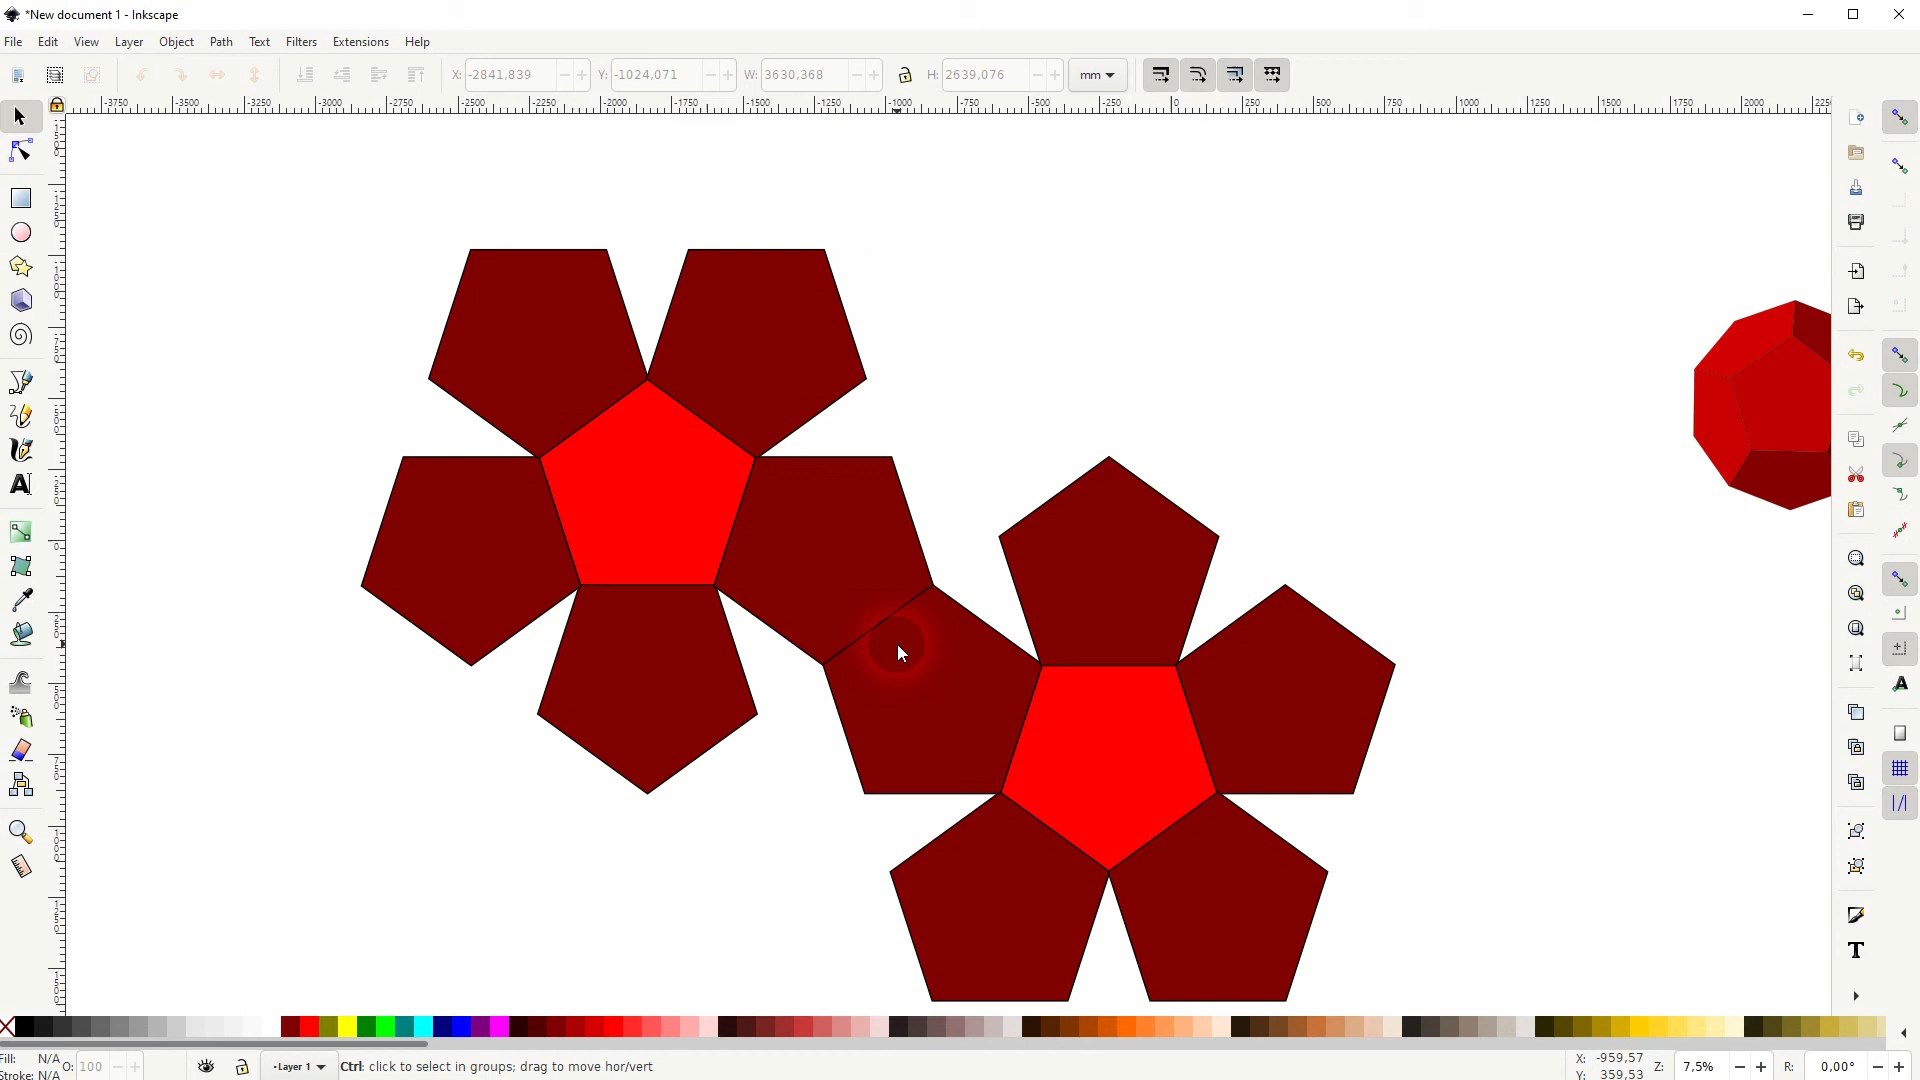 *New document 1 - Inkscape
File Edit View Layer Object Path Text Filters Extensions Help
X: -2841,839 Y: -1024,071 W: 3630,368 H: 2639,076 mm
-3750 -3500 -3250 -3000 -2750 -2500 -2250 -2000 -1750 -1500 -1250 -1000 -750 -500 -250 0 250 500 750 1000 1250 1500 1750 2000 225
Fill: N/A O: 100 Layer 1 Ctrl: click to select in groups; drag to move hor/vert X: -959,57 Z: 7,5% R: 0,00°
Stroke: N/A Y: 359,53